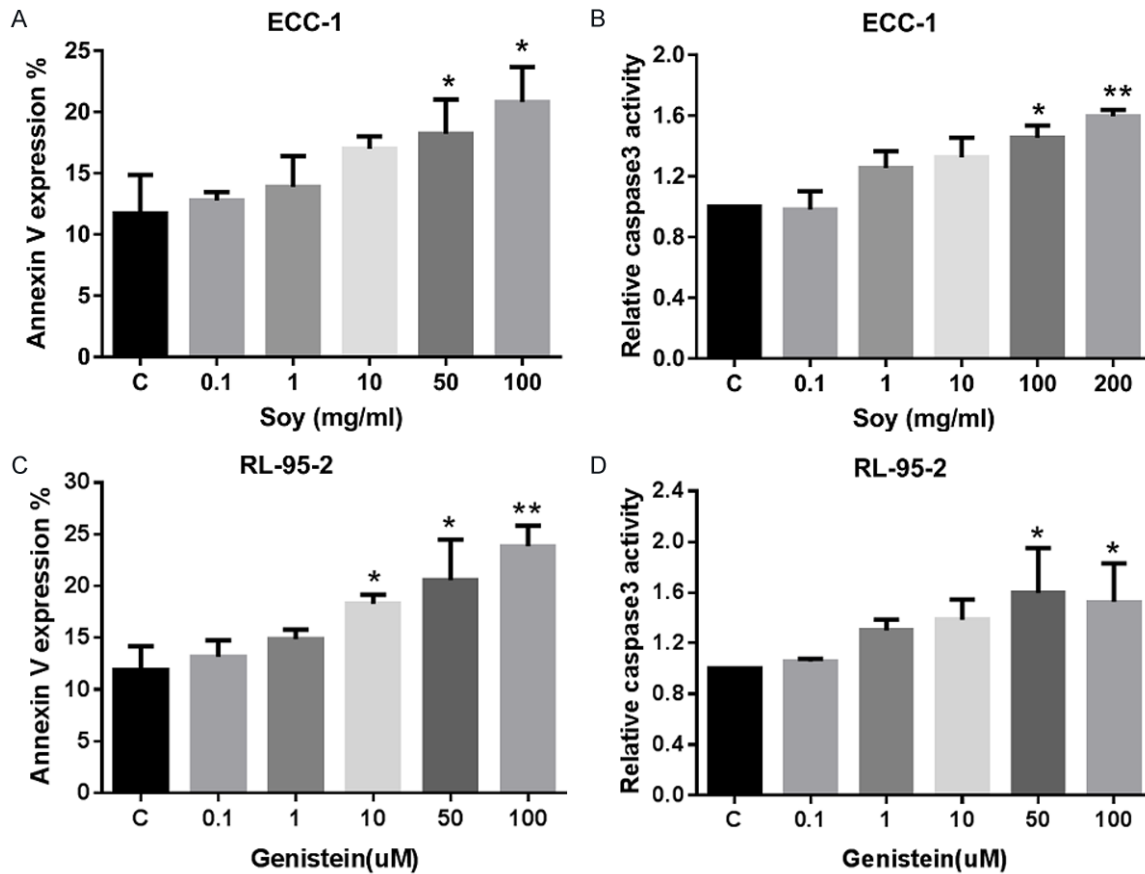 A
ECC-1
Annexin V expression %
25
20
15
10
5
0
*
*
C 0.1 1 10 50 100
Soy (mg/ml)
B
ECC-1
Relative caspase3 activity
2.0
1.6
1.2
0.8
0.4
0.0
*
**
C 0.1 1 10 100 200
Soy (mg/ml)
C
RL-95-2
Annexin V expression %
30
25
20
15
10
5
0
*
*
**
C 0.1 1 10 50 100
Genistein(uM)
D
RL-95-2
Relative caspase3 activity
2.4
2.0
1.6
1.2
0.8
0.4
0.0
*
*
C 0.1 1 10 50 100
Genistein(uM)